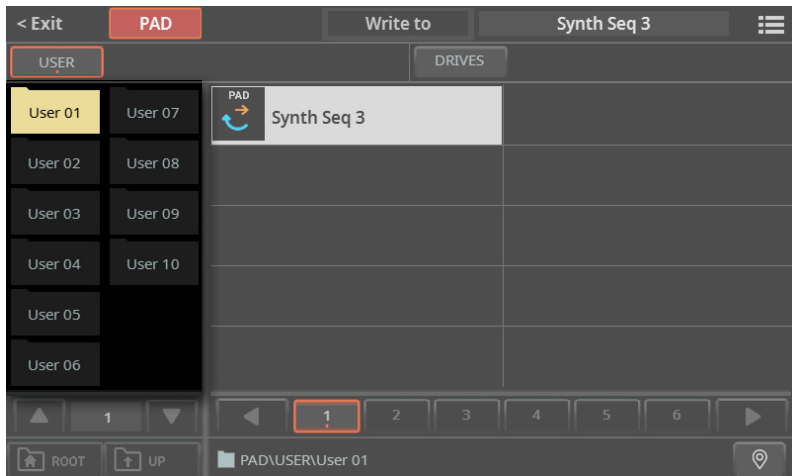 < Exit PAD Write to Synth Seq 3
USER DRIVES
User 01 User 07 PAD Synth Seq 3
User 02 User 08
User 03 User 09
User 04 User 10
User 05
User 06
1 1 2 3 4 5 6
ROOT UP PAD\USER\User 01